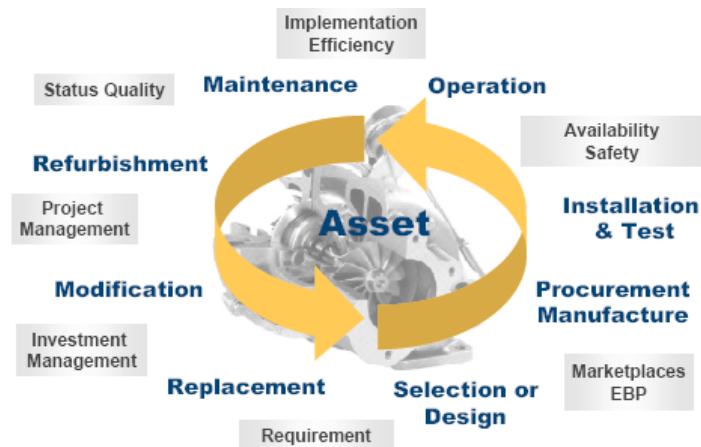 Implementation
Efficiency
Maintenance
Operation
Status Quality
Availability
Safety
Refurbishment
Installation
& Test
Project
Management
Asset
Modification
Procurement
Manufacture
Investment
Management
Replacement
Selection or
Design
Marketplaces
EBP
Requirement